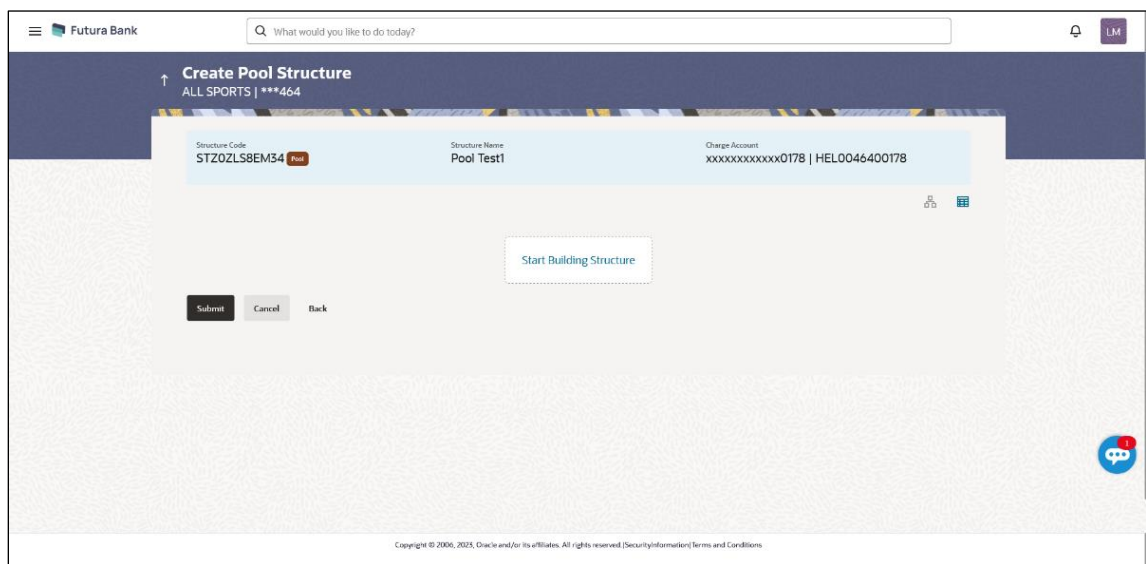 Futura Bank
What would you like to do today?
LM
Create Pool Structure
ALL SPORTS | ***464
Structure Code
STZ0ZLS8EM34 Pool
Structure Name
Pool Test1
Charge Account
xxxxxxxxxxxx0178 | HEL0046400178
Start Building Structure
Submit Cancel Back
1
Copyright © 2006, 2023, Oracle and/or its affiliates. All rights reserved.|SecurityInformation|Terms and Conditions